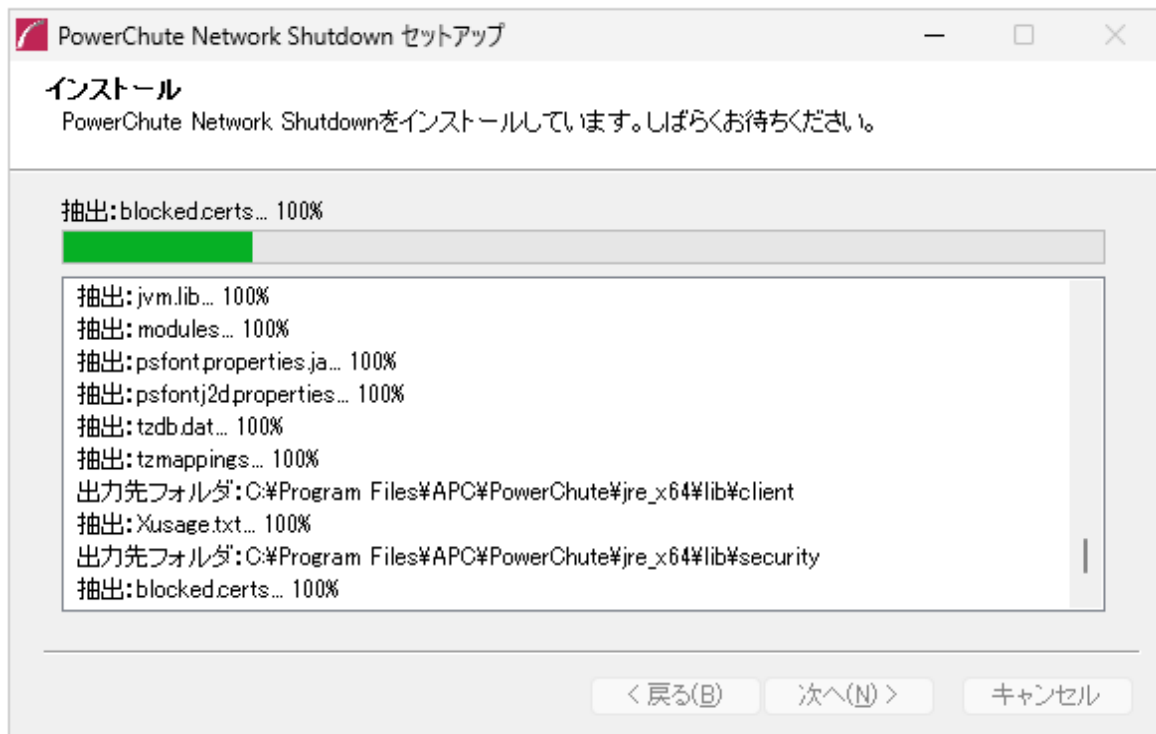 PowerChute Network Shutdown セットアップ
インストール
PowerChute Network Shutdownをインストールしています。しばらくお待ちください。
抽出:blocked.certs... 100%
抽出:jvm.lib... 100%
抽出:modules... 100%
抽出:psfont.properties.ja... 100%
抽出:psfontj2d.properties... 100%
抽出:tzdb.dat... 100%
抽出:tzmappings... 100%
出力先フォルダ:C:¥Program Files¥APC¥PowerChute¥jre_x64¥lib¥client
抽出:Xusage.txt... 100%
出力先フォルダ:C:¥Program Files¥APC¥PowerChute¥jre_x64¥lib¥security
抽出:blocked.certs... 100%
< 戻る(B) 次へ(N) > キャンセル